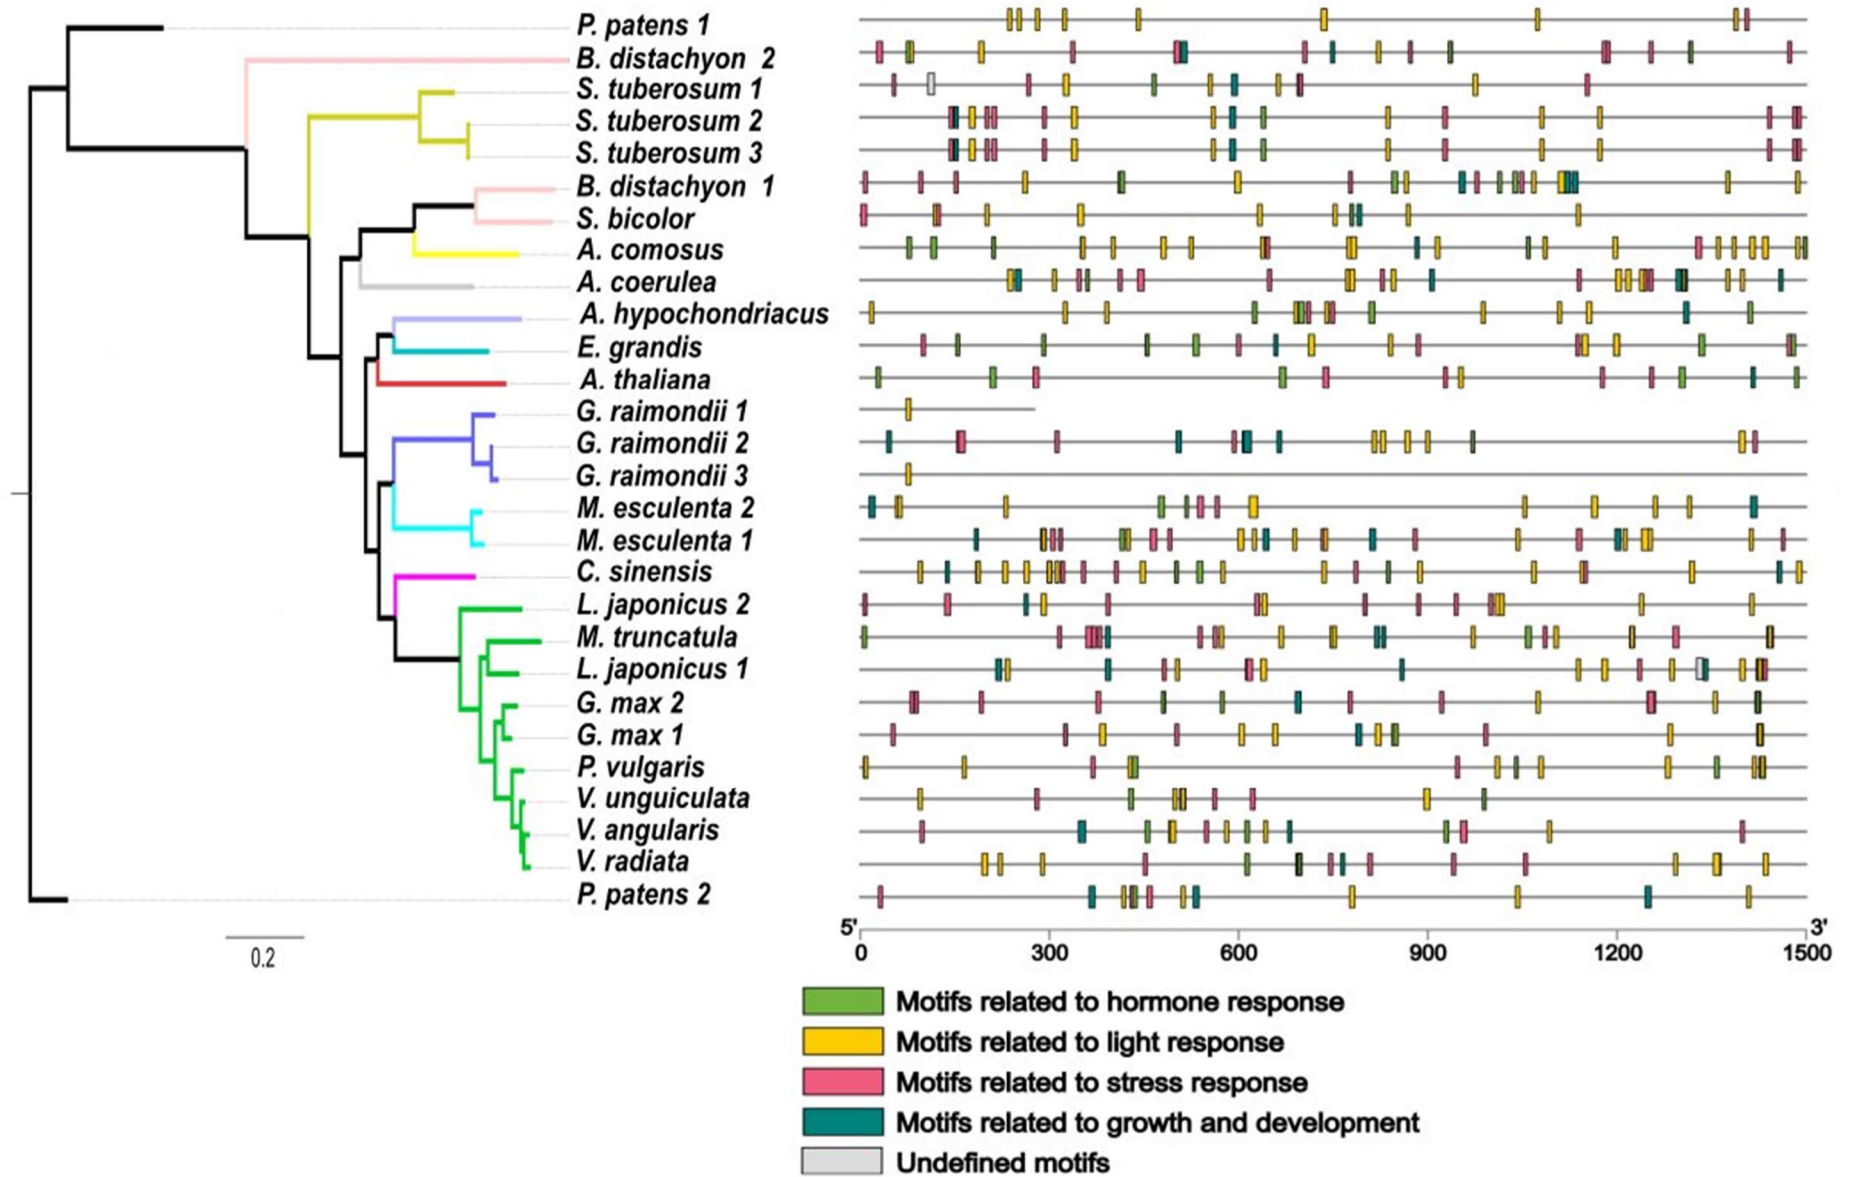 P. patens 1
B. distachyon 2
S. tuberosum 1
S. tuberosum 2
S. tuberosum 3
B. distachyon 1
S. bicolor
A. comosus
A. coerulea
A. hypochondriacus
E. grandis
A. thaliana
G. raimondii 1
G. raimondii 2
G. raimondii 3
M. esculenta 2
M. esculenta 1
C. sinensis
L. japonicus 2
M. truncatula
L. japonicus 1
G. max 2
G. max 1
P. vulgaris
V. unguiculata
V. angularis
V. radiata
P. patens 2
0.2
5' 3'
0 300 600 900 1200 1500
Motifs related to hormone response
Motifs related to light response
Motifs related to stress response
Motifs related to growth and development
Undefined motifs